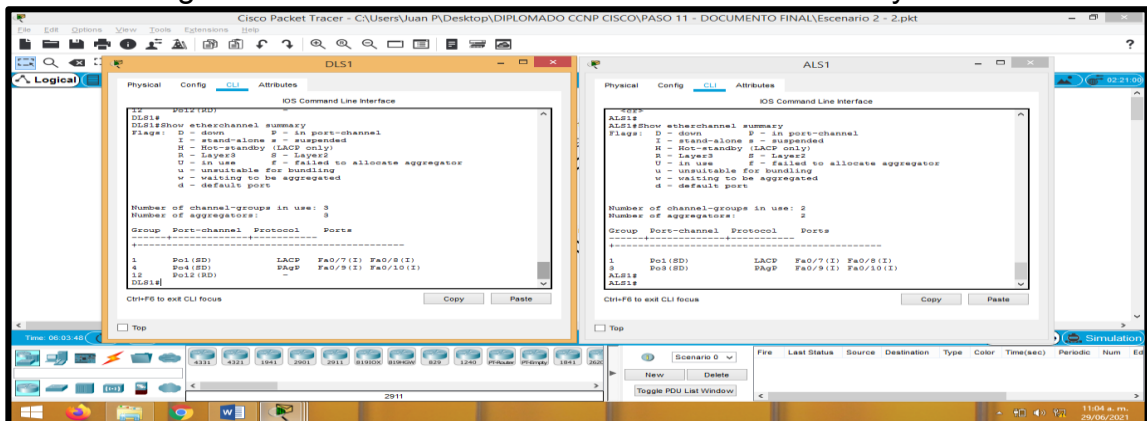 Cisco Packet Tracer - C:\Users\Juan P\Desktop\DIPLOMADO CCNP CISCO\PASO 11 - DOCUMENTO FINAL\Escenario 2 - 2.pkt
File Edit Options View Tools Extensions Help
Logical
02:21:00
DLS1
Physical Config CLI Attributes
IOS Command Line Interface
12 Po12(RD) -
DLS1#
DLS1#Show etherchannel summary
Flags: D - down P - in port-channel
I - stand-alone s - suspended
H - Hot-standby (LACP only)
R - Layer3 S - Layer2
U - in use f - failed to allocate aggregator
u - unsuitable for bundling
w - waiting to be aggregated
d - default port
Number of channel-groups in use: 3
Number of aggregators: 3
Group Port-channel Protocol Ports
------+-------------+-----------+----------------------------------------------
1 Po1(SD) LACP Fa0/7(I) Fa0/8(I)
4 Po4(SD) PAgP Fa0/9(I) Fa0/10(I)
12 Po12(RD) -
DLS1#
Ctrl+F6 to exit CLI focus
Copy Paste
Top
ALS1
Physical Config CLI Attributes
IOS Command Line Interface
<cr>
ALS1#
ALS1#Show etherchannel summary
Flags: D - down P - in port-channel
I - stand-alone s - suspended
H - Hot-standby (LACP only)
R - Layer3 S - Layer2
U - in use f - failed to allocate aggregator
u - unsuitable for bundling
w - waiting to be aggregated
d - default port
Number of channel-groups in use: 2
Number of aggregators: 2
Group Port-channel Protocol Ports
------+-------------+-----------+----------------------------------------------
1 Po1(SD) LACP Fa0/7(I) Fa0/8(I)
3 Po3(SD) PAgP Fa0/9(I) Fa0/10(I)
ALS1#
ALS1#
Ctrl+F6 to exit CLI focus
Copy Paste
Top
Time: 06:03:48
Simulation
4331 4321 1941 2901 2911 819IOX 819HGW 829 1240 PT-Router PT-Empty 1841
2911
Scenario 0
New Delete
Toggle PDU List Window
Fire Last Status Source Destination Type Color Time(sec) Periodic Num Ed
11:04 a. m.
29/06/2021